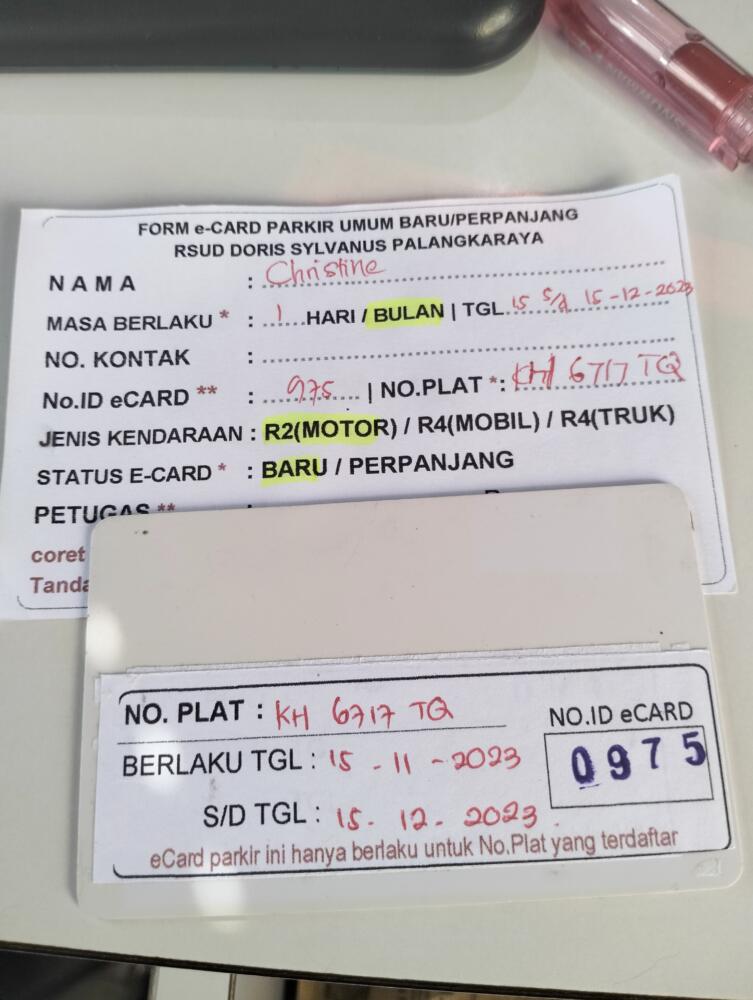 FORM e-CARD PARKIR UMUM BARU/PERPANJANG
RSUD DORIS SYLVANUS PALANGKARAYA
NAMA : Christine
MASA BERLAKU * : 1 HARI / BULAN | TGL. 15 s/d 15-12-2023
NO. KONTAK :
No.ID eCARD ** : 975 | NO.PLAT *: KH 6717 TQ
JENIS KENDARAAN : R2(MOTOR) / R4(MOBIL) / R4(TRUK)
STATUS E-CARD * : BARU / PERPANJANG
PETUGAS ** :
coret
Tanda
NO. PLAT : KH 6717 TQ
NO.ID eCARD
0975
BERLAKU TGL : 15 - 11 - 2023
S/D TGL : 15. 12. 2023
eCard parkir ini hanya berlaku untuk No.Plat yang terdaftar